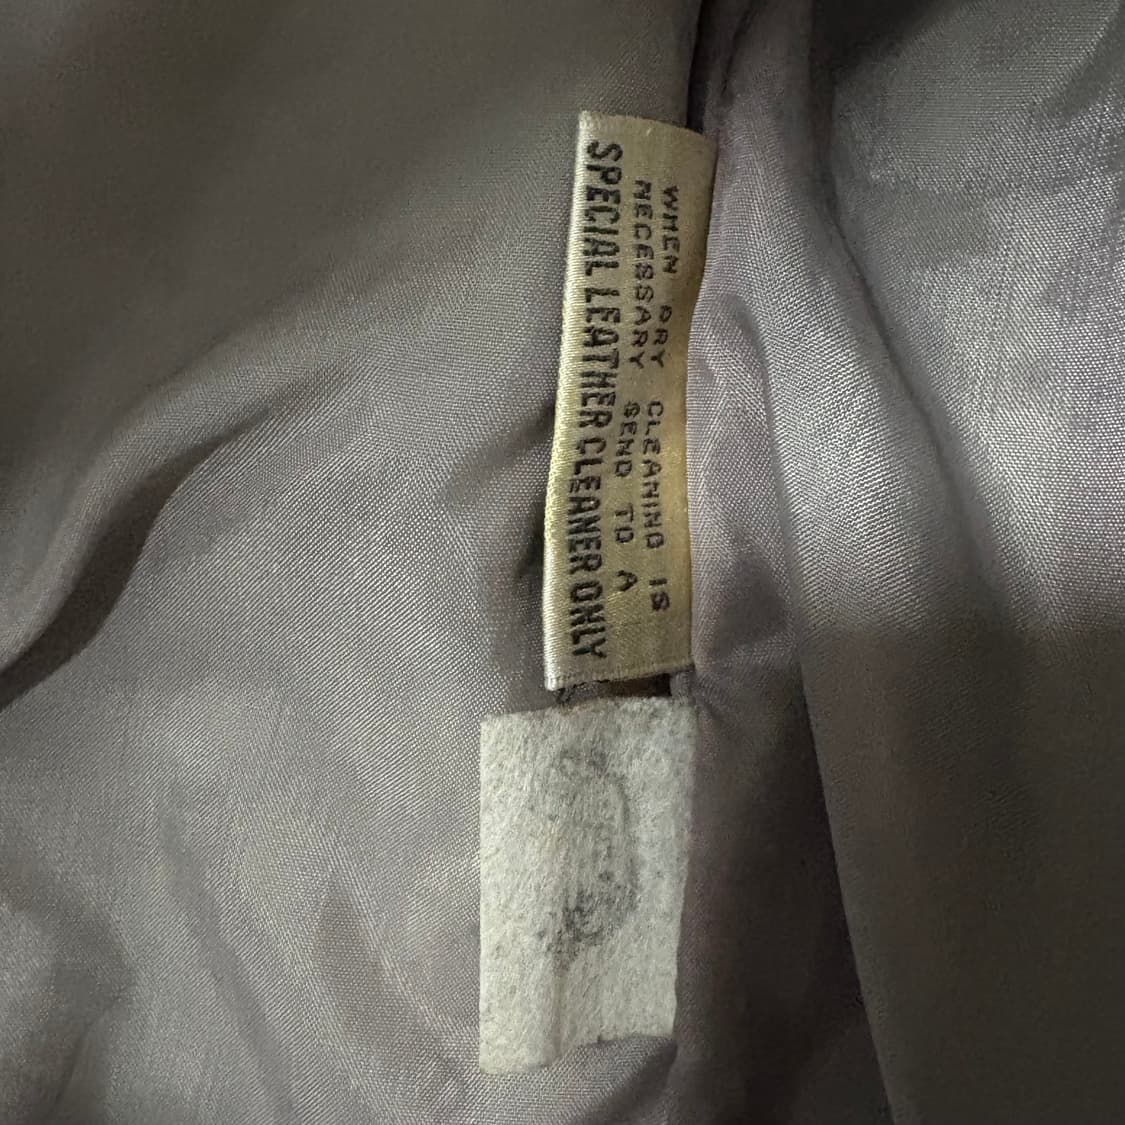 WHEN DRY CLEANING IS
NECESSARY SEND TO A
SPECIAL LEATHER CLEANER ONLY